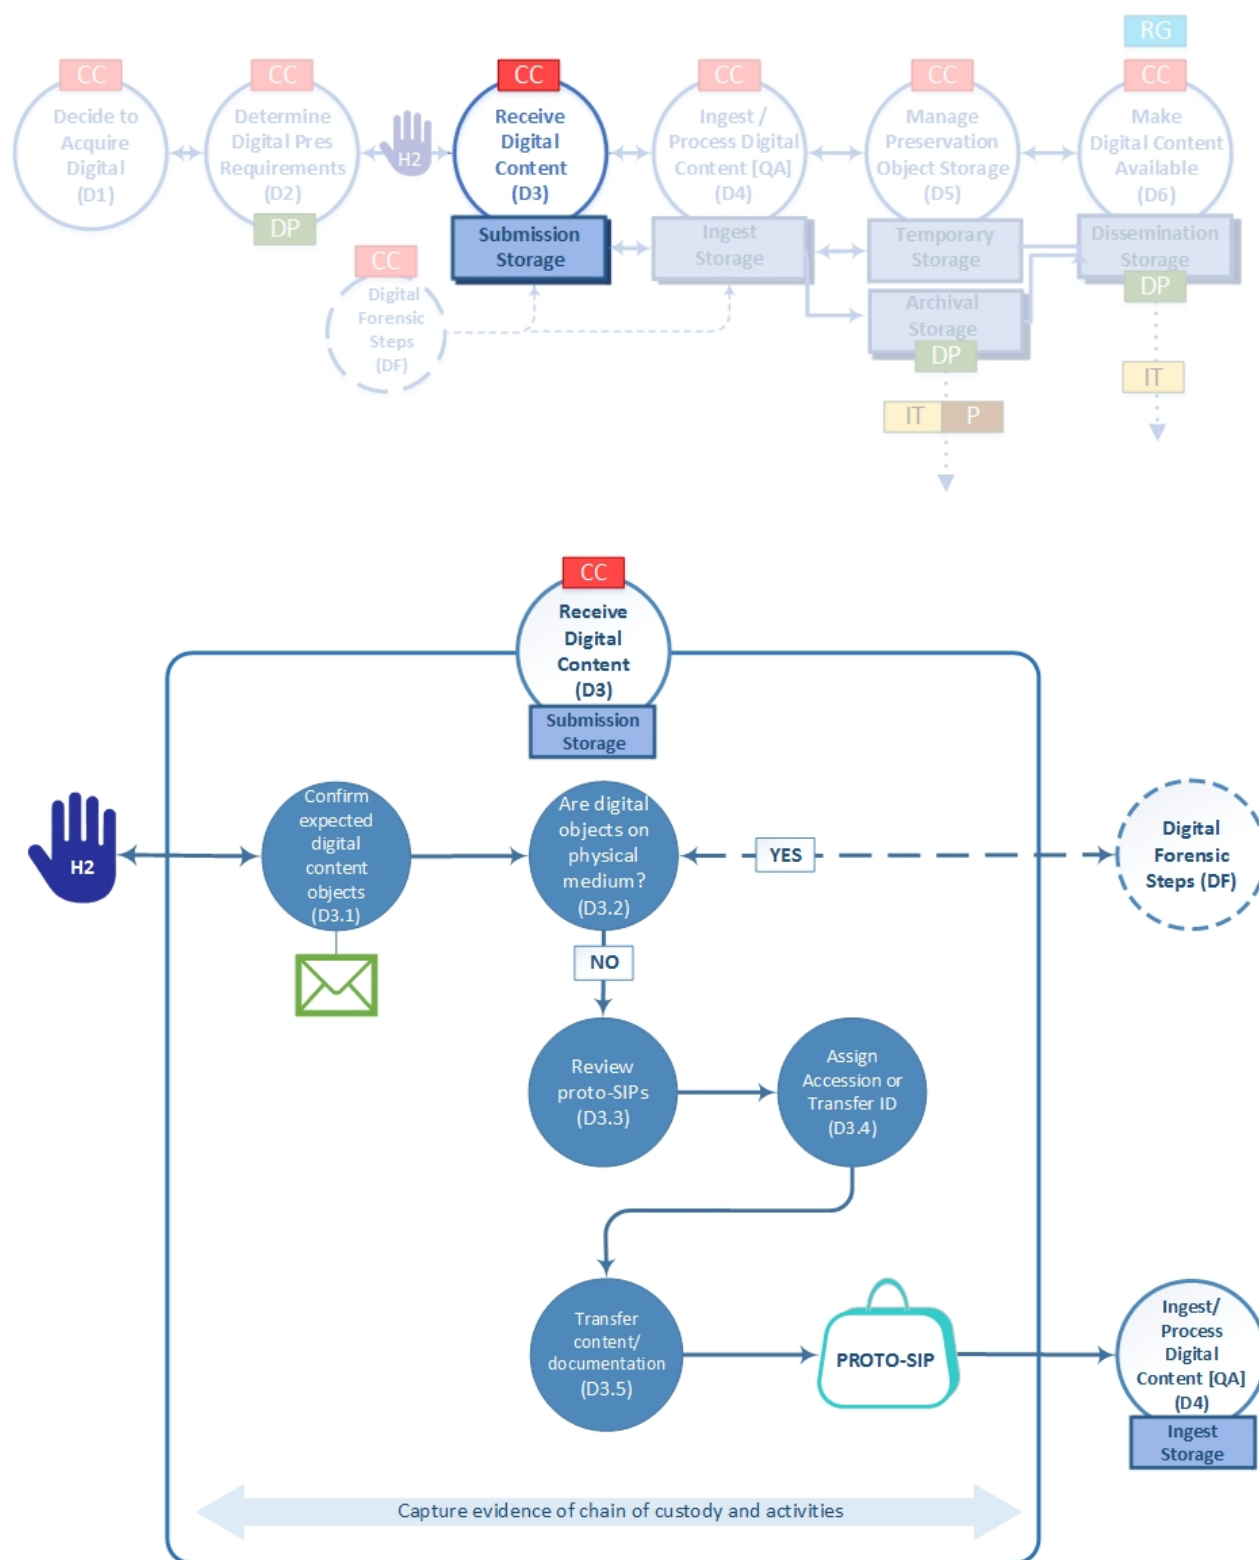 RG
CC
CC
CC
CC
CC
CC
Decide to
Acquire
Digital
(D1)
Determine
Digital Pres
Requirements
(D2)
DP
H2
Receive
Digital
Content
(D3)
Submission
Storage
Ingest /
Process Digital
Content [QA]
(D4)
Ingest
Storage
Manage
Preservation
Object Storage
(D5)
Temporary
Storage
Archival
Storage
DP
IT
P
Make
Digital Content
Available
(D6)
Dissemination
Storage
DP
IT
CC
Digital
Forensic
Steps
(DF)
CC
Receive
Digital
Content
(D3)
Submission
Storage
H2
Confirm
expected
digital
content
objects
(D3.1)
Are digital
objects on
physical
medium?
(D3.2)
YES
Digital
Forensic
Steps (DF)
NO
Review
proto-SIPs
(D3.3)
Assign
Accession or
Transfer ID
(D3.4)
Transfer
content/
documentation
(D3.5)
PROTO-SIP
Ingest/
Process
Digital
Content [QA]
(D4)
Ingest
Storage
Capture evidence of chain of custody and activities